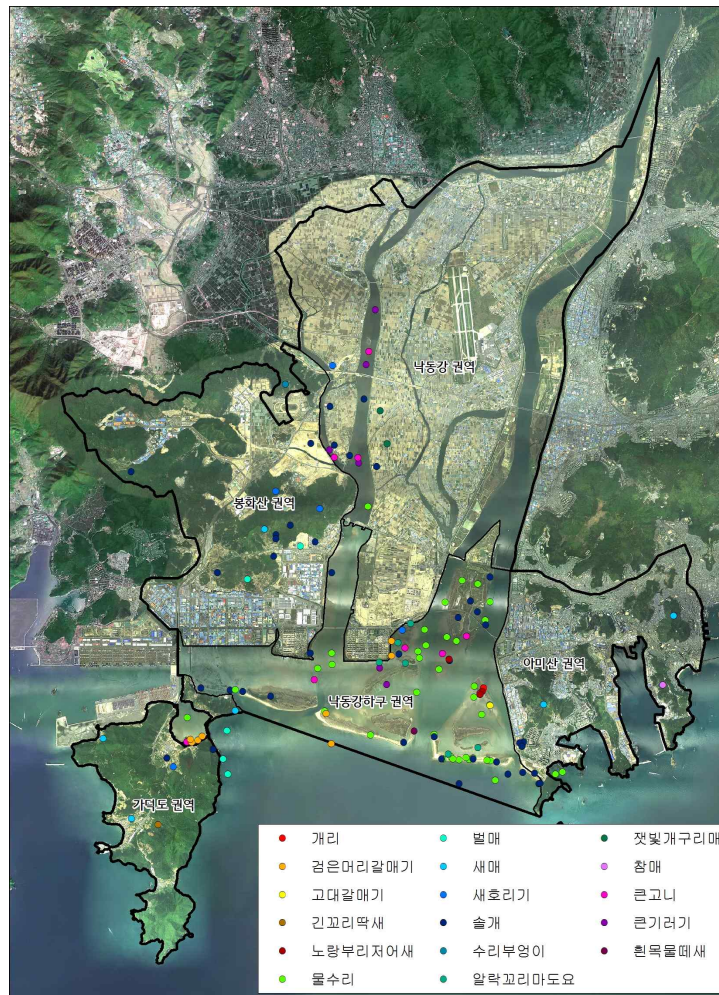 낙동강 권역
봉화산 권역
아미산 권역
낙동강하구 권역
가덕도 권역
개리
벌매
잿빛개구리매
검은머리갈매기
새매
참매
고대갈매기
새호리기
큰고니
긴꼬리딱새
솔개
큰기러기
노랑부리저어새
수리부엉이
흰목물떼새
물수리
알락꼬리마도요